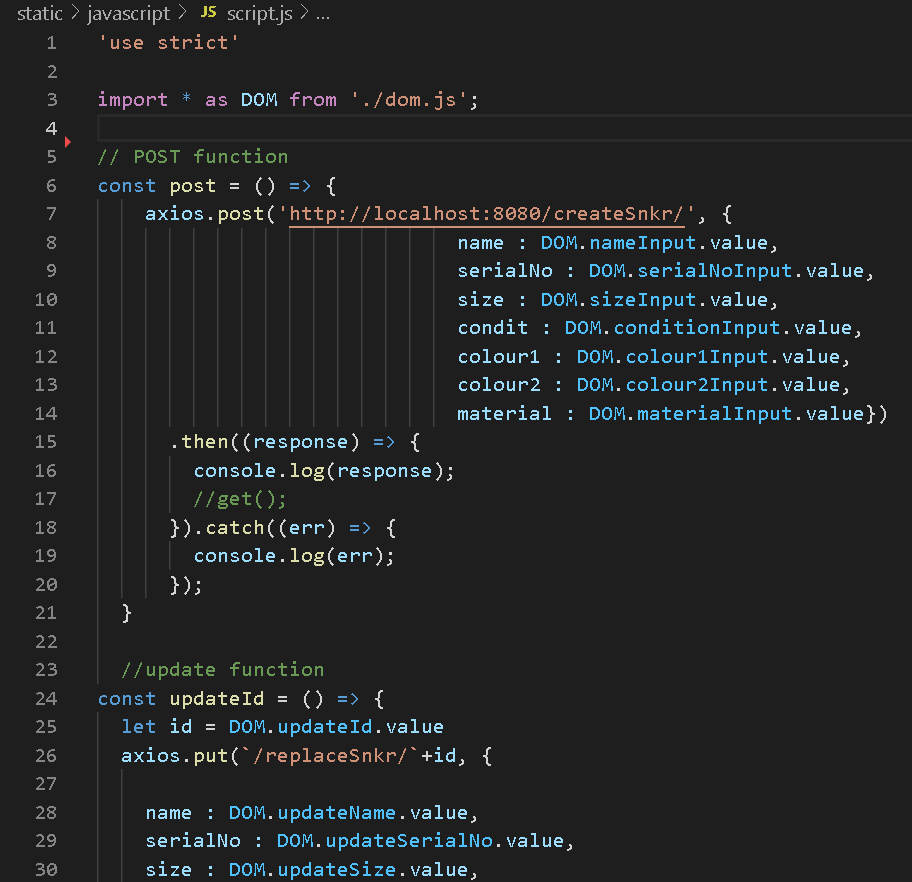 static > javascript > JS script.js > ...
1 'use strict'
2
3 import * as DOM from './dom.js';
4
5 // POST function
6 const post = () => {
7 axios.post('http://localhost:8080/createSnkr/', {
8 name : DOM.nameInput.value,
9 serialNo : DOM.serialNoInput.value,
10 size : DOM.sizeInput.value,
11 condit : DOM.conditionInput.value,
12 colour1 : DOM.colour1Input.value,
13 colour2 : DOM.colour2Input.value,
14 material : DOM.materialInput.value})
15 .then((response) => {
16 console.log(response);
17 //get();
18 }).catch((err) => {
19 console.log(err);
20 });
21 }
22
23 //update function
24 const updateId = () => {
25 let id = DOM.updateId.value
26 axios.put(`/replaceSnkr/`+id, {
27
28 name : DOM.updateName.value,
29 serialNo : DOM.updateSerialNo.value,
30 size : DOM.updateSize.value,